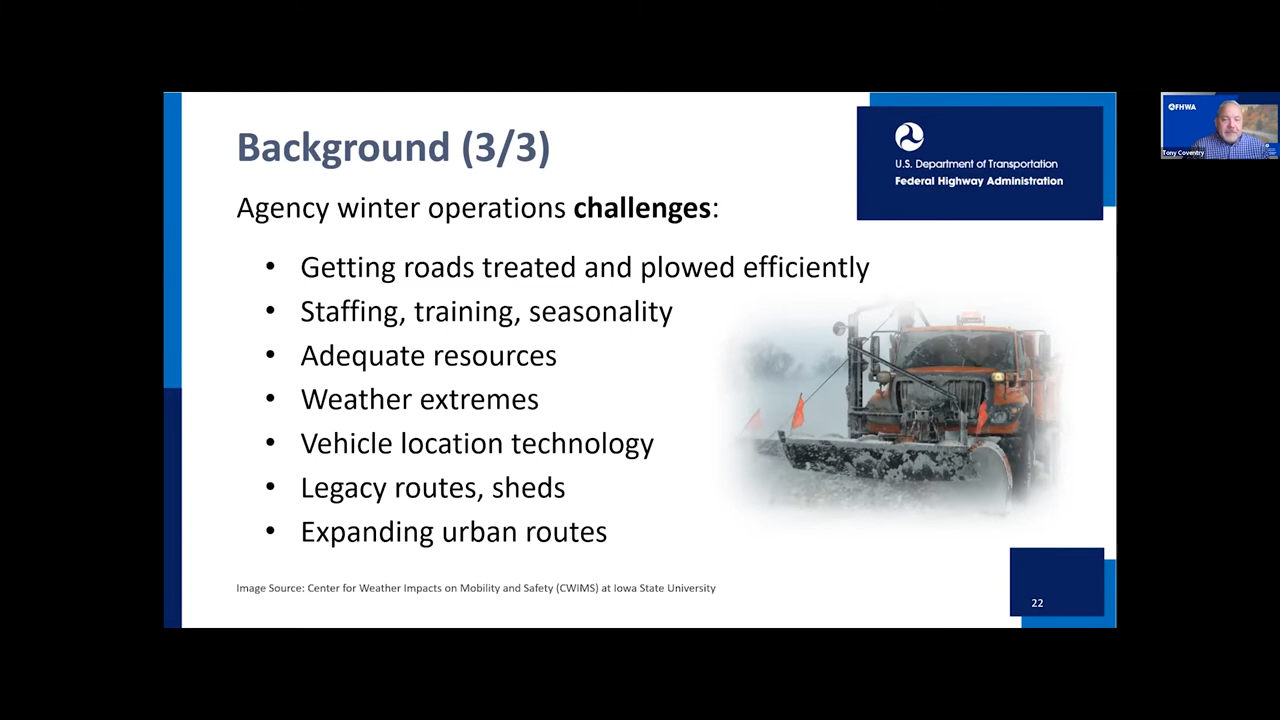 Background (3/3)
U.S. Department of Transportation
Federal Highway Administration
Agency winter operations challenges:
• Getting roads treated and plowed efficiently
• Staffing, training, seasonality
• Adequate resources
• Weather extremes
• Vehicle location technology
• Legacy routes, sheds
• Expanding urban routes
Image Source: Center for Weather Impacts on Mobility and Safety (CWIMS) at Iowa State University
22
FHWA
Tony Coventry